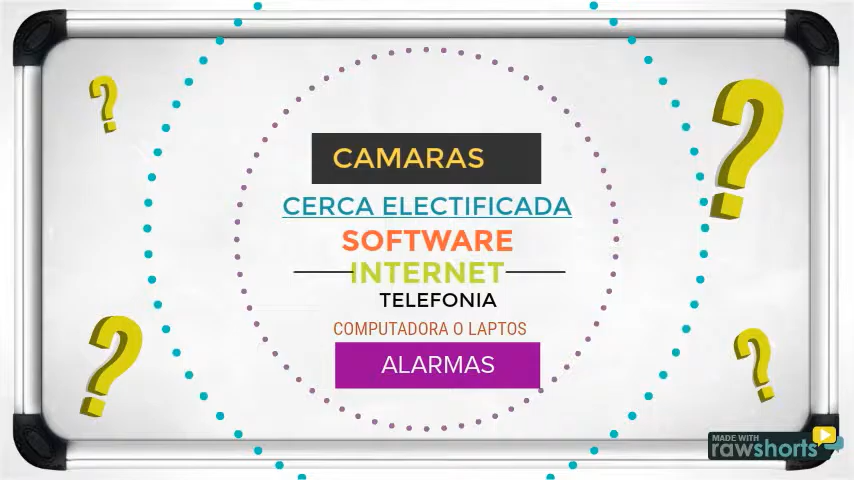 CAMARAS
CERCA ELECTIFICADA
SOFTWARE
INTERNET
TELEFONIA
COMPUTADORA O LAPTOS
ALARMAS
?
?
?
?
MADE WITH
rawshorts